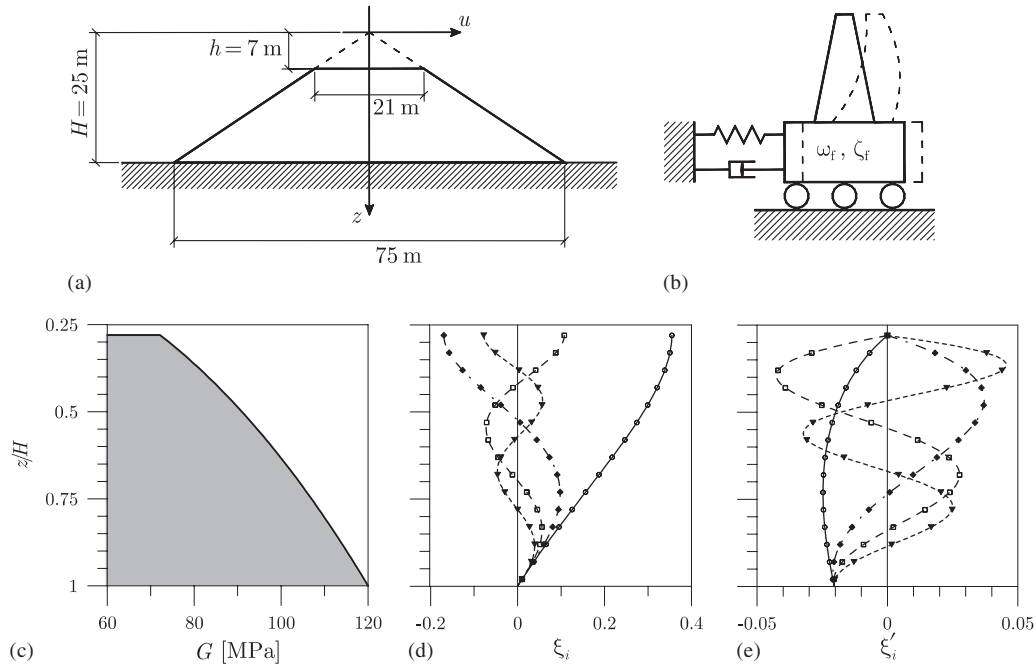 u
h = 7 m
H = 25 m
21 m
z
75 m
(a)
ω_f , ζ_f
(b)
0.25
0.5
0.75
1
z/H
60
80
100
120
G [MPa]
(c)
-0.2
0
0.2
0.4
ξ_i
(d)
-0.05
0
0.05
ξ′_i
(e)